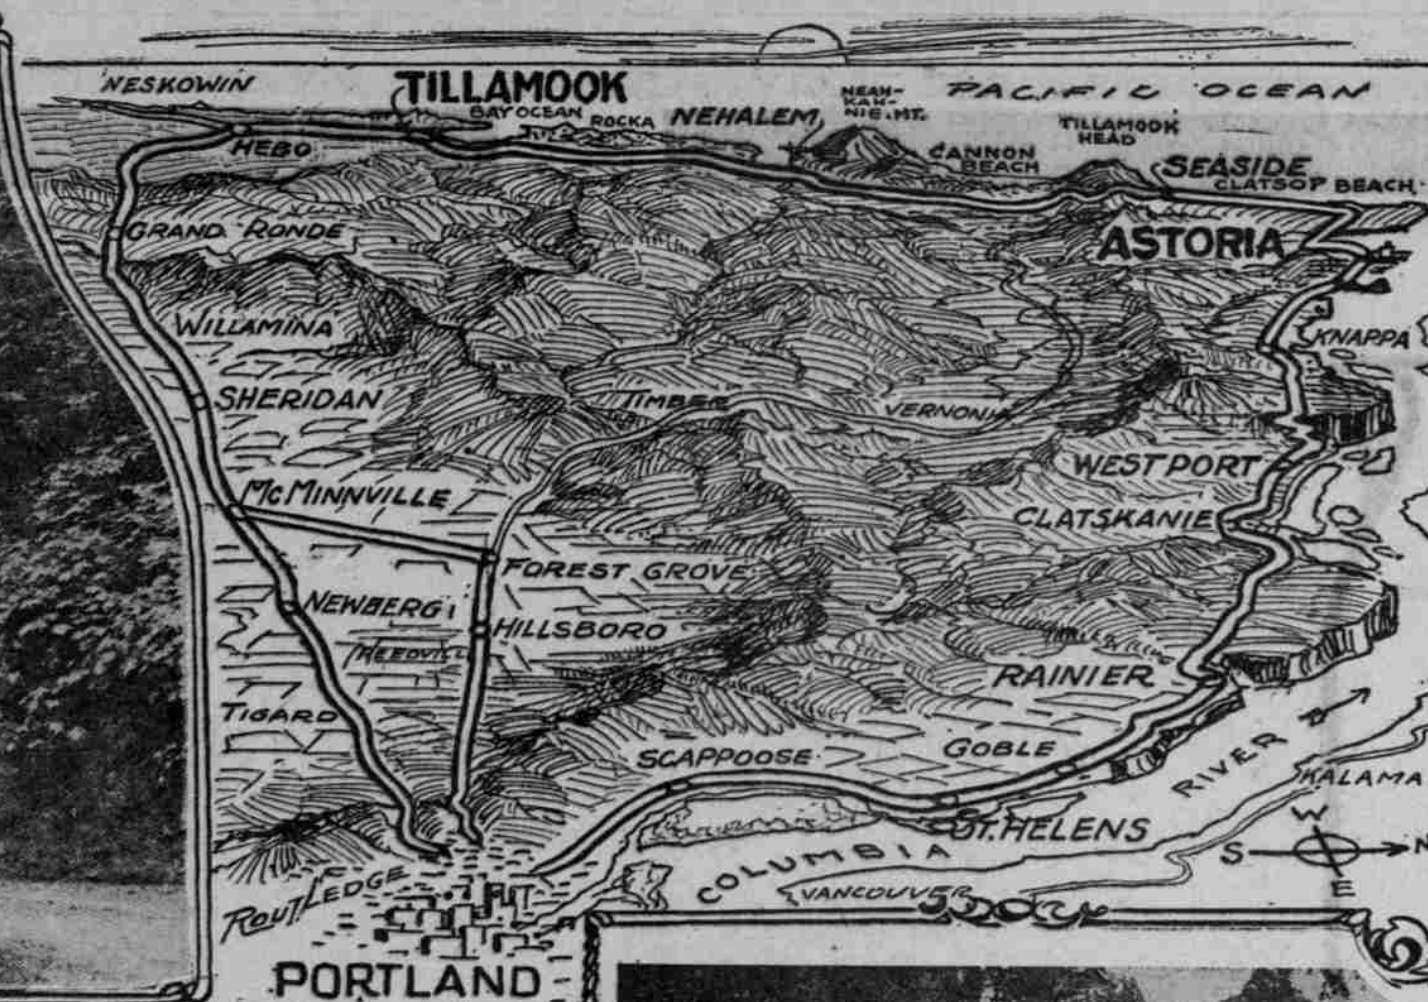 NESKOWIN
TILLAMOOK
BAYOCEAN
ROCKA
NEHALEM,
NEAH-
KAH-
NIE.MT.
PACIFIC OCEAN
TILLAMOOK
HEAD
HEBO
CANNON
BEACH
SEASIDE
CLATSOP BEACH
GRAND RONDE
ASTORIA
WILLAMINA
KNAPPA
SHERIDAN
TIMBER
VERNONIA
McMINNVILLE
WESTPORT
CLATSKANIE
FOREST GROVE
NEWBERG
HILLSBORO
REEDVILLE
RAINIER
TIGARD
SCAPPOOSE
GOBLE
COLUMBIA RIVER
KALAMA
ST. HELENS
W
S
N
E
VANCOUVER
ROUTLEDGE
PORTLAND